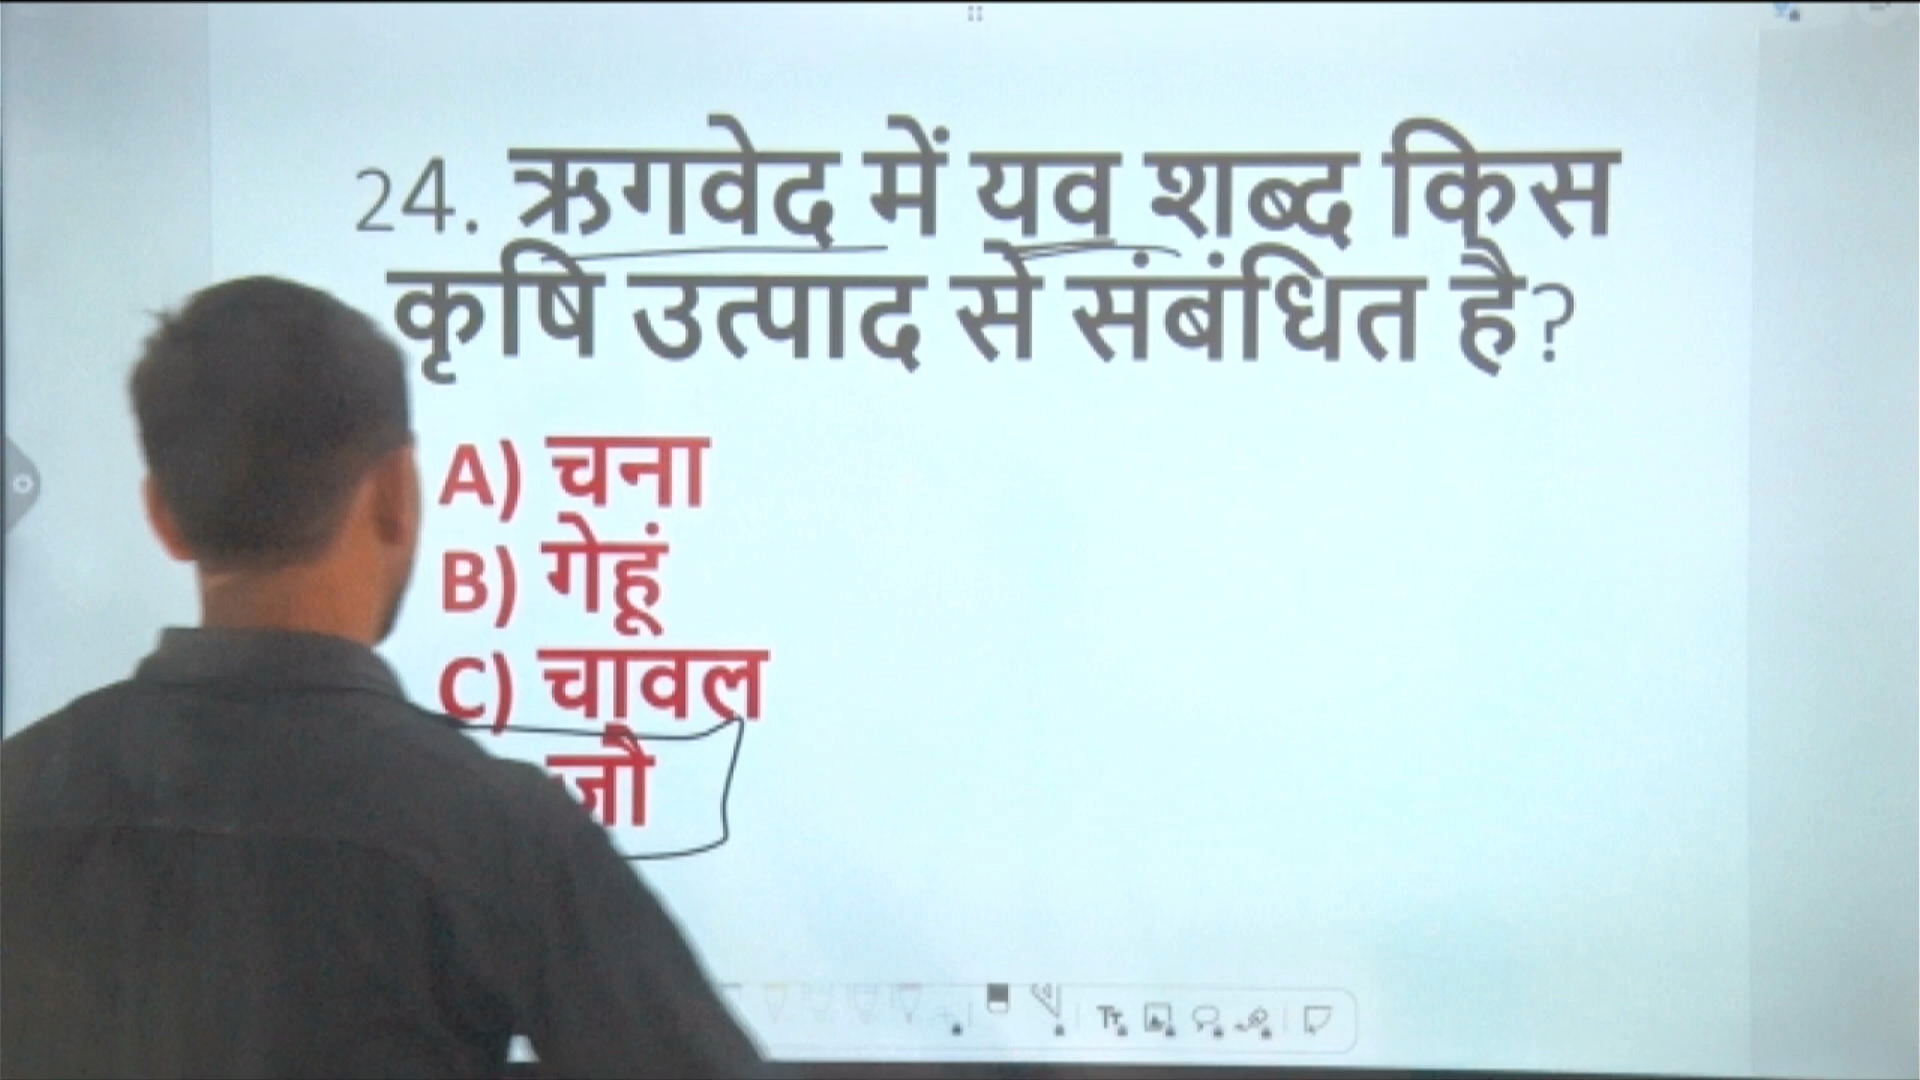 24. ऋगवेद में यव शब्द किस
कृषि उत्पाद से संबंधित है?
A) चना
B) गेहूं
C) चावल
जौ